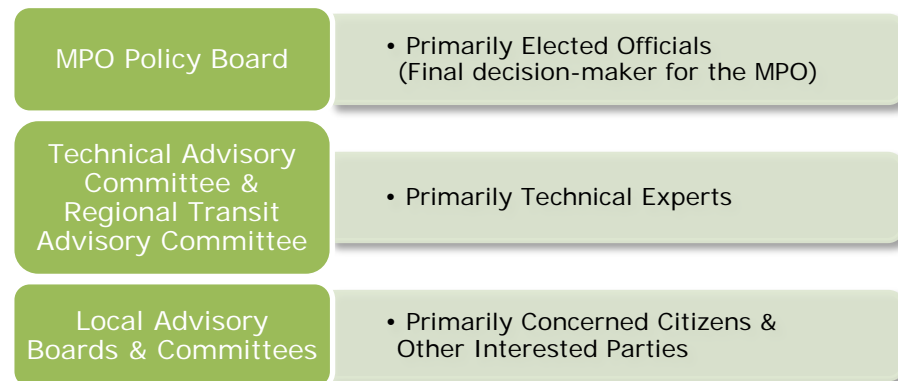 MPO Policy Board
• Primarily Elected Officials
(Final decision-maker for the MPO)
Technical Advisory
Committee &
Regional Transit
Advisory Committee
• Primarily Technical Experts
Local Advisory
Boards & Committees
• Primarily Concerned Citizens &
Other Interested Parties